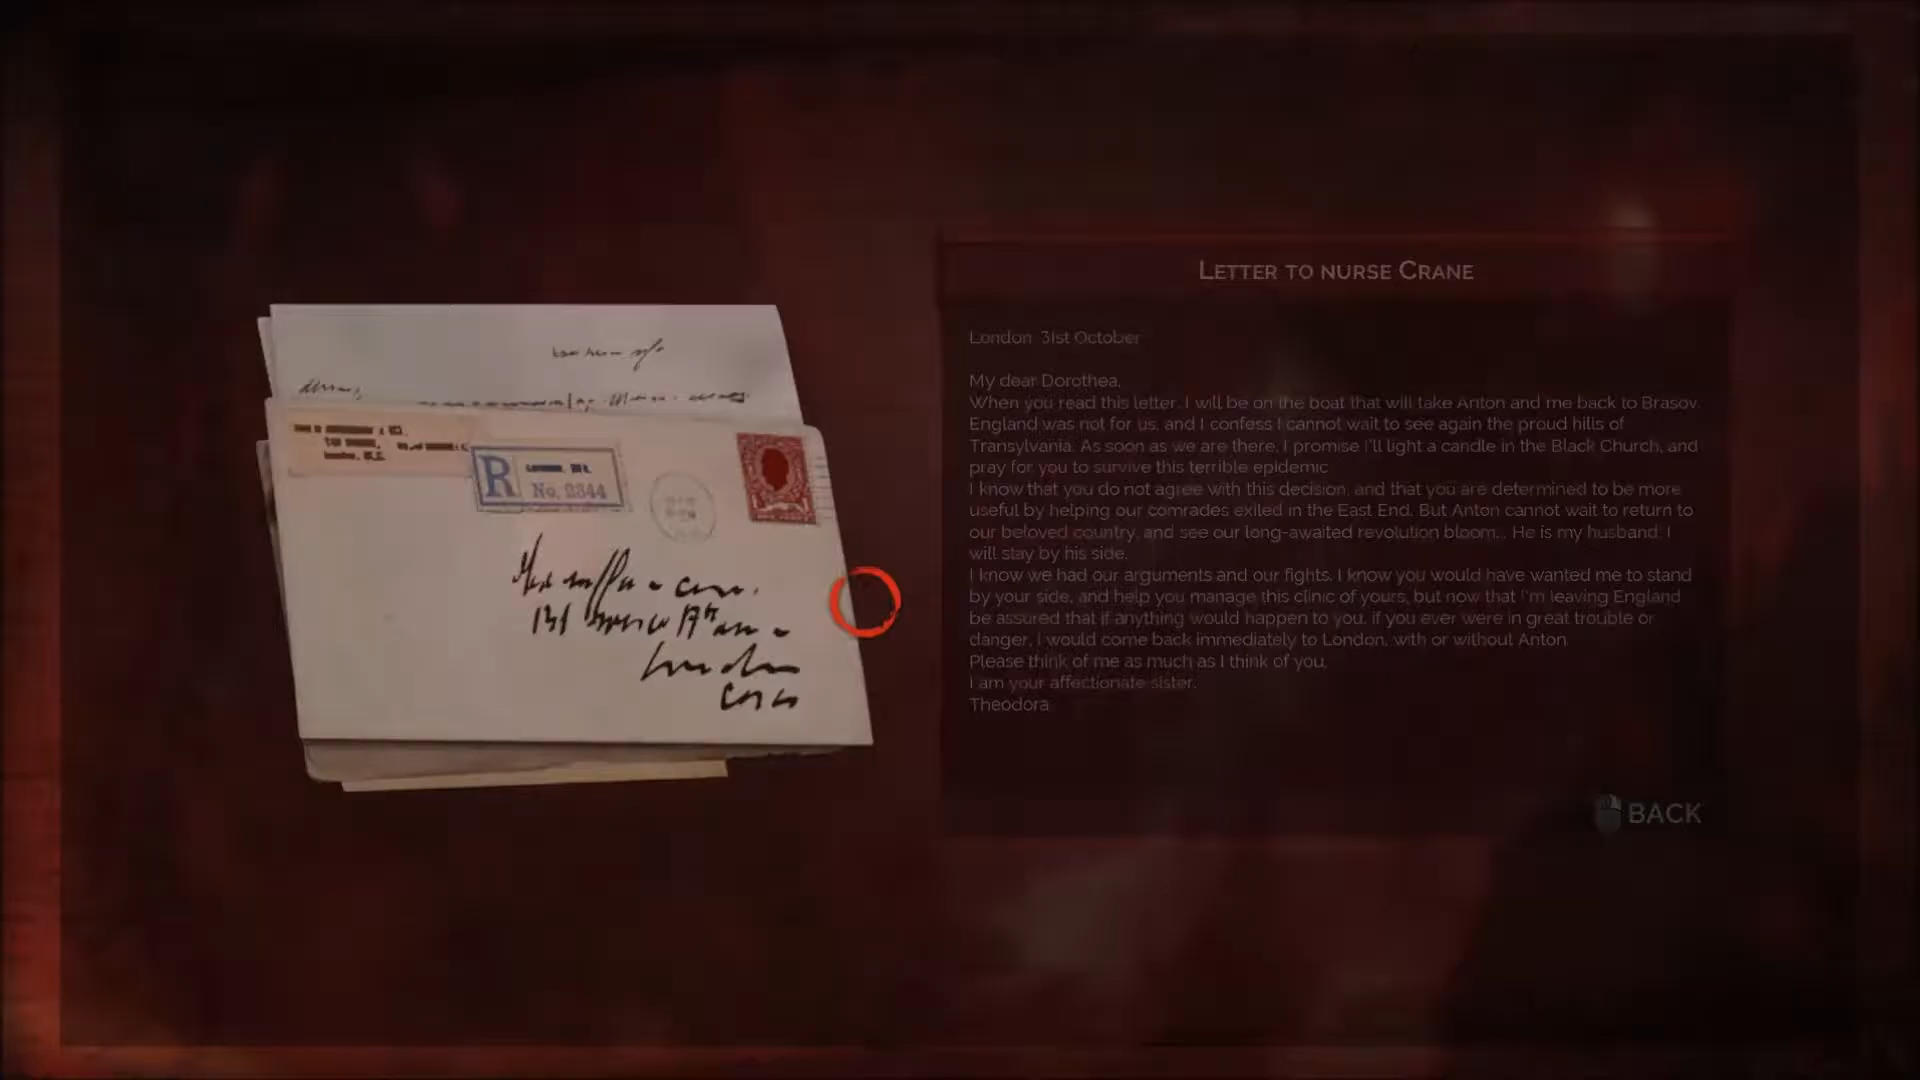 LETTER TO NURSE CRANE
London 31st October
My dear Dorothea,
When you read this letter, I will be on the boat that will take Anton and me back to Brasov.
England was not for us, and I confess I cannot wait to see again the proud hills of
Transylvania. As soon as we are there, I promise I'll light a candle in the Black Church, and
pray for you to survive this terrible epidemic
I know that you do not agree with this decision, and that you are determined to be more
useful by helping our comrades exiled in the East End. But Anton cannot wait to return to
our beloved country, and see our long-awaited revolution bloom... He is my husband, I
will stay by his side.
I know we had our arguments and our fights. I know you would have wanted me to stand
by your side, and help you manage this clinic of yours, but now that I'm leaving England
be assured that if anything would happen to you, if you ever were in great trouble or
danger, I would come back immediately to London, with or without Anton.
Please think of me as much as I think of you,
I am your affectionate sister.
Theodora
R
No. 2344
London
BACK